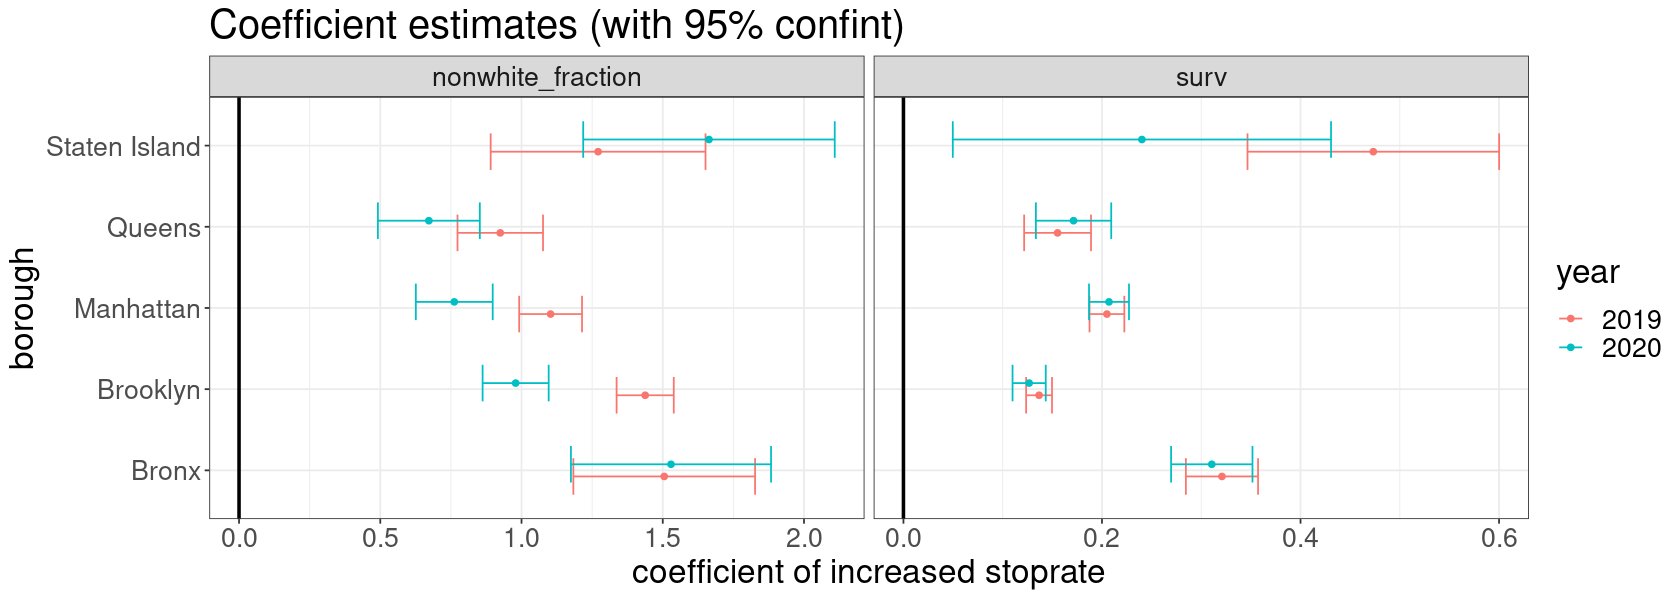 Coefficient estimates (with 95% confint)
nonwhite_fraction
surv
borough
Staten Island
Queens
Manhattan
Brooklyn
Bronx
0.0 0.5 1.0 1.5 2.0
0.0 0.2 0.4 0.6
coefficient of increased stoprate
year
2019
2020